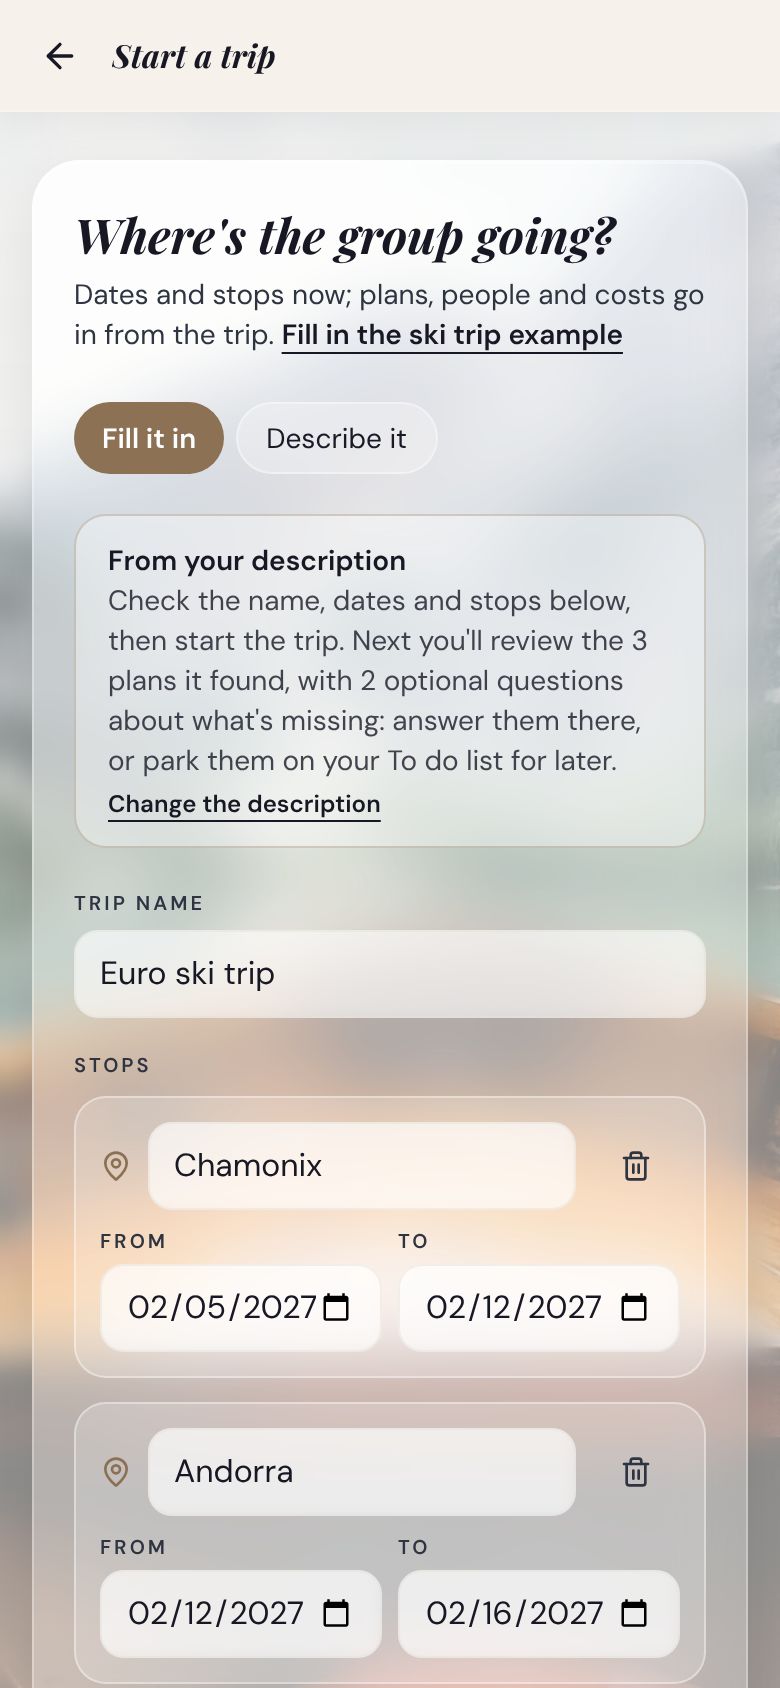 Start a trip
Where's the group going?
Dates and stops now; plans, people and costs go
in from the trip. Fill in the ski trip example
Fill it in
Describe it
From your description
Check the name, dates and stops below,
then start the trip. Next you'll review the 3
plans it found, with 2 optional questions
about what's missing: answer them there,
or park them on your To do list for later.
Change the description
TRIP NAME
Euro ski trip
STOPS
Chamonix
FROM
TO
02/05/2027
02/12/2027
Andorra
FROM
TO
02/12/2027
02/16/2027